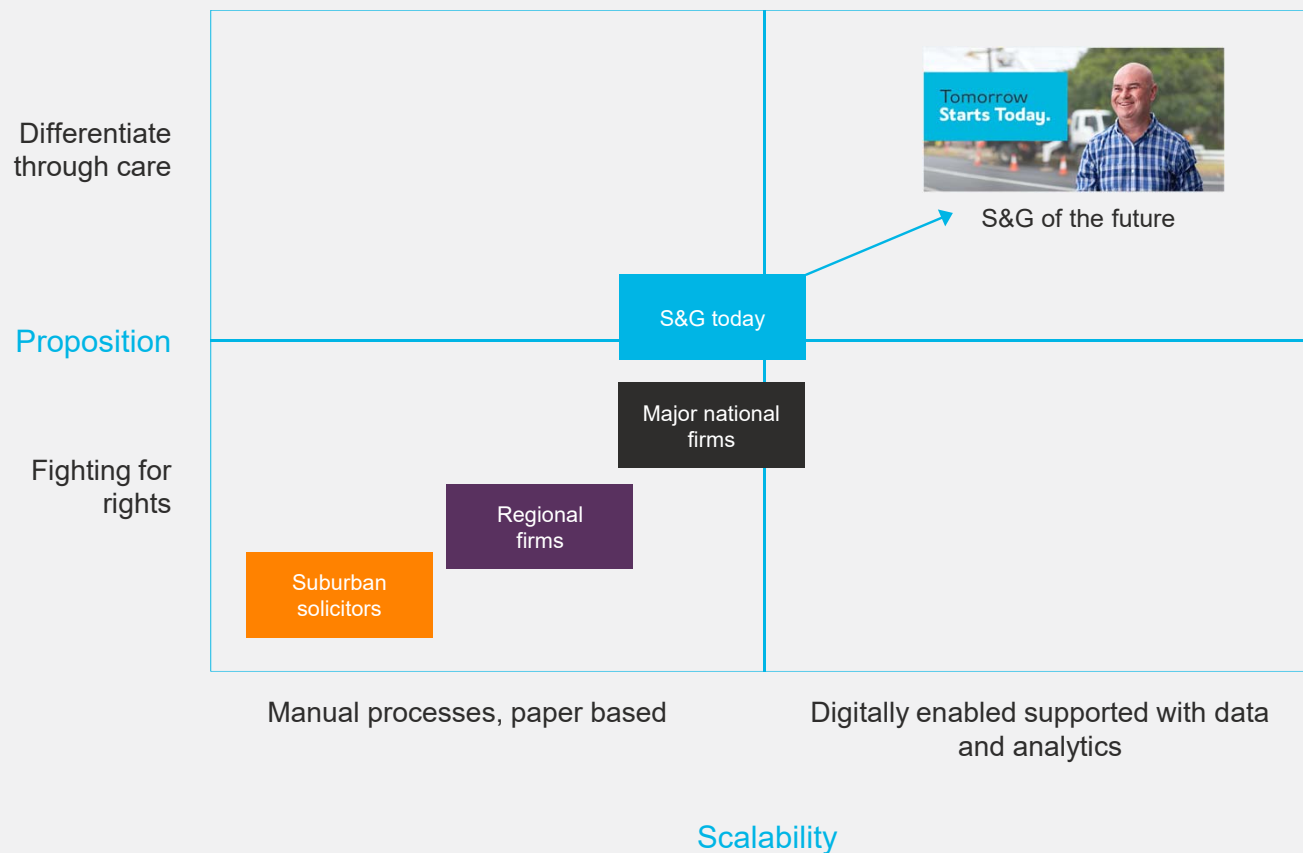 Differentiate
through care
Tomorrow
Starts Today.
S&G of the future
S&G today
Proposition
Major national
firms
Fighting for
rights
Regional
firms
Suburban
solicitors
Manual processes, paper based
Digitally enabled supported with data
and analytics
Scalability